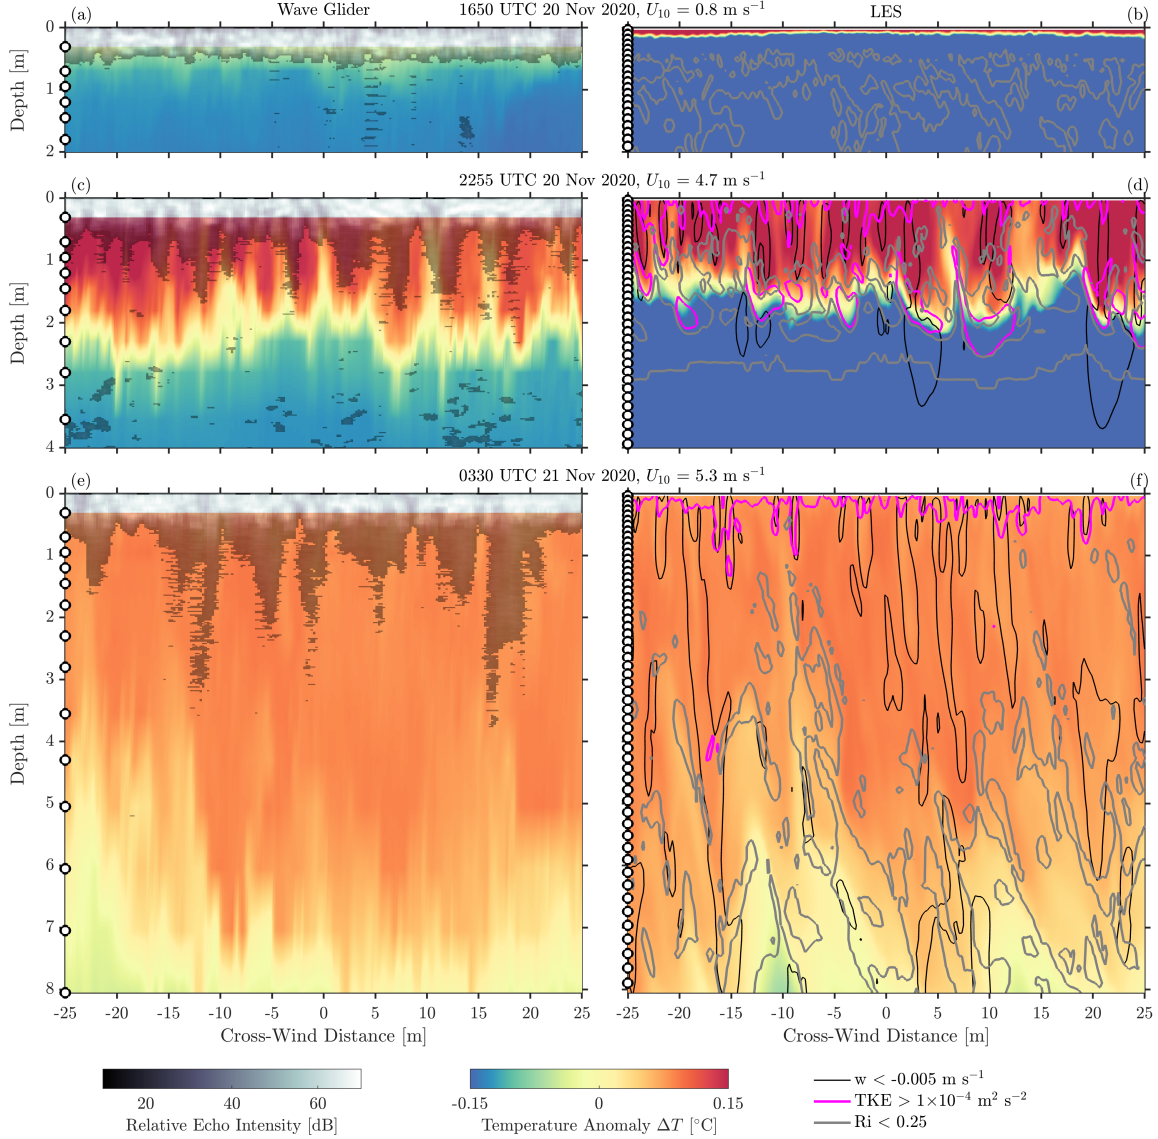 (a) Wave Glider 1650 UTC 20 Nov 2020, U10 = 0.8 m s−1 LES (b)
0
1
2
Depth [m]
(c) 2255 UTC 20 Nov 2020, U10 = 4.7 m s−1 (d)
0
1
2
3
4
Depth [m]
(e) 0330 UTC 21 Nov 2020, U10 = 5.3 m s−1 (f)
0
1
2
3
4
5
6
7
8
Depth [m]
-25 -20 -15 -10 -5 0 5 10 15 20 25
Cross-Wind Distance [m]
-25 -20 -15 -10 -5 0 5 10 15 20 25
Cross-Wind Distance [m]
20 40 60
Relative Echo Intensity [dB]
-0.15 0 0.15
Temperature Anomaly ΔT [°C]
w < -0.005 m s−1
TKE > 1×10−4 m2 s−2
Ri < 0.25